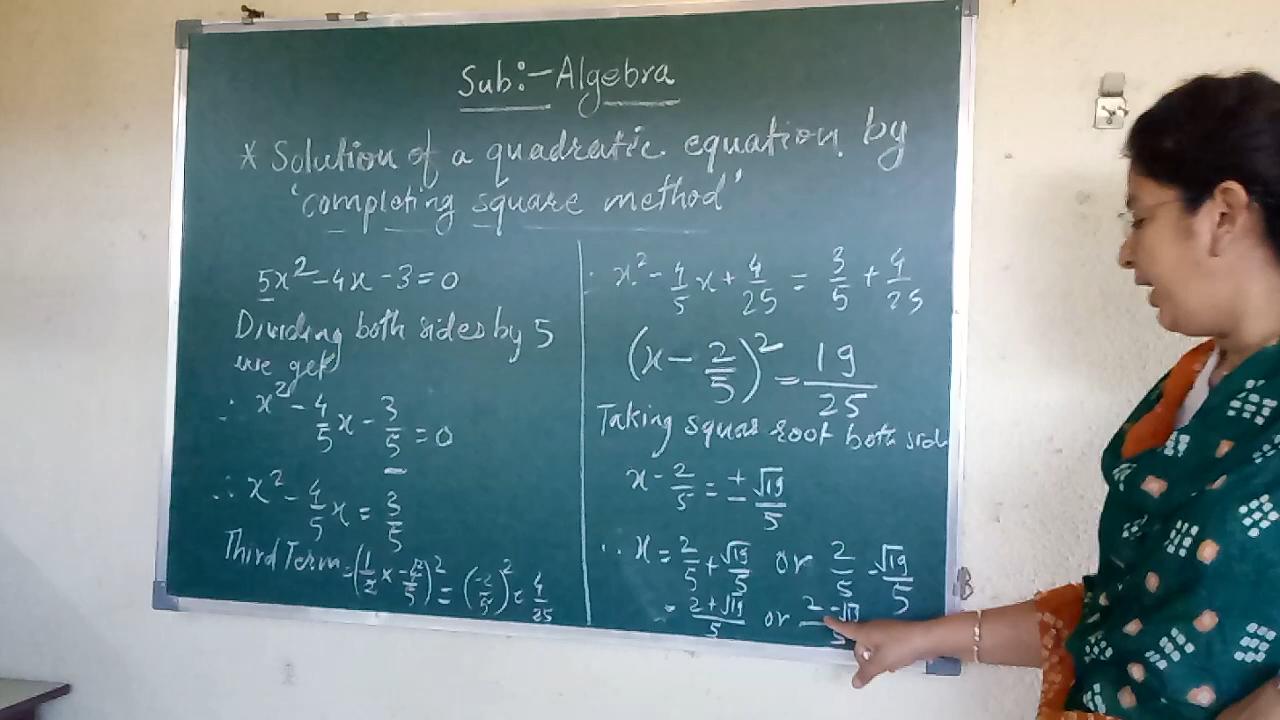 Sub:- Algebra
* Solution of a quadratic equation by
'completing square method'
5x² - 4x - 3 = 0
Dividing both sides by 5
we get
∴ x² - 4/5 x - 3/5 = 0
∴ x² - 4/5 x = 3/5
Third Term = (1/2 × -4/5)² = (-2/5)² = 4/25
∴ x² - 4/5 x + 4/25 = 3/5 + 4/25
(x - 2/5)² = 19/25
Taking squar root both side
x - 2/5 = ± √19/5
∴ x = 2/5 + √19/5 or 2/5 - √19/5
= 2+√19/5 or 2-√19/5